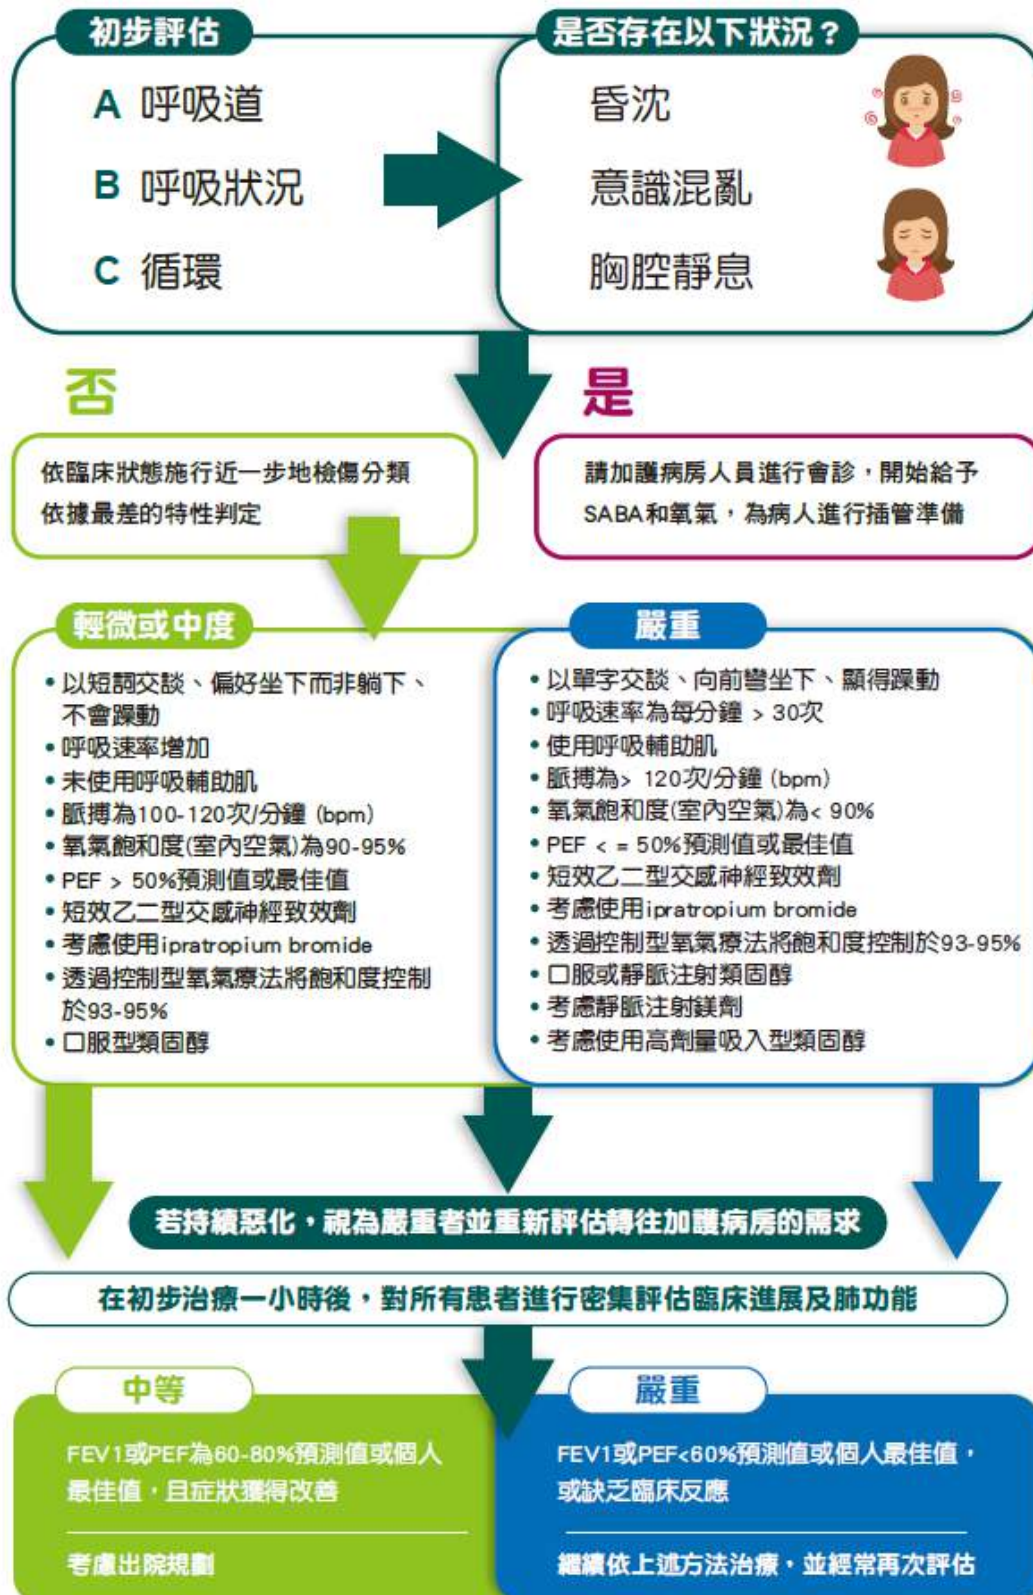 初步評估
A 呼吸道
B 呼吸狀況
C 循環
是否存在以下狀況？
昏沈
意識混亂
胸腔靜息
否
依臨床狀態施行近一步地檢傷分類
依據最差的特性判定
是
請加護病房人員進行會診，開始給予
SABA和氧氣，為病人進行插管準備
輕微或中度
• 以短詞交談、偏好坐下而非躺下、
不會躁動
• 呼吸速率增加
• 未使用呼吸輔助肌
• 脈搏為100-120次/分鐘 (bpm)
• 氧氣飽和度(室內空氣)為90-95%
• PEF > 50%預測值或最佳值
• 短效乙二型交感神經致效劑
• 考慮使用ipratropium bromide
• 透過控制型氧氣療法將飽和度控制
於93-95%
• 口服型類固醇
嚴重
• 以單字交談、向前彎坐下、顯得躁動
• 呼吸速率為每分鐘 > 30次
• 使用呼吸輔助肌
• 脈搏為> 120次/分鐘 (bpm)
• 氧氣飽和度(室內空氣)為< 90%
• PEF < = 50%預測值或最佳值
• 短效乙二型交感神經致效劑
• 考慮使用ipratropium bromide
• 透過控制型氧氣療法將飽和度控制於93-95%
• 口服或靜脈注射類固醇
• 考慮靜脈注射鎂劑
• 考慮使用高劑量吸入型類固醇
若持續惡化，視為嚴重者並重新評估轉往加護病房的需求
在初步治療一小時後，對所有患者進行密集評估臨床進展及肺功能
中等
FEV1或PEF為60-80%預測值或個人
最佳值，且症狀獲得改善
考慮出院規劃
嚴重
FEV1或PEF<60%預測值或個人最佳值，
或缺乏臨床反應
繼續依上述方法治療，並經常再次評估